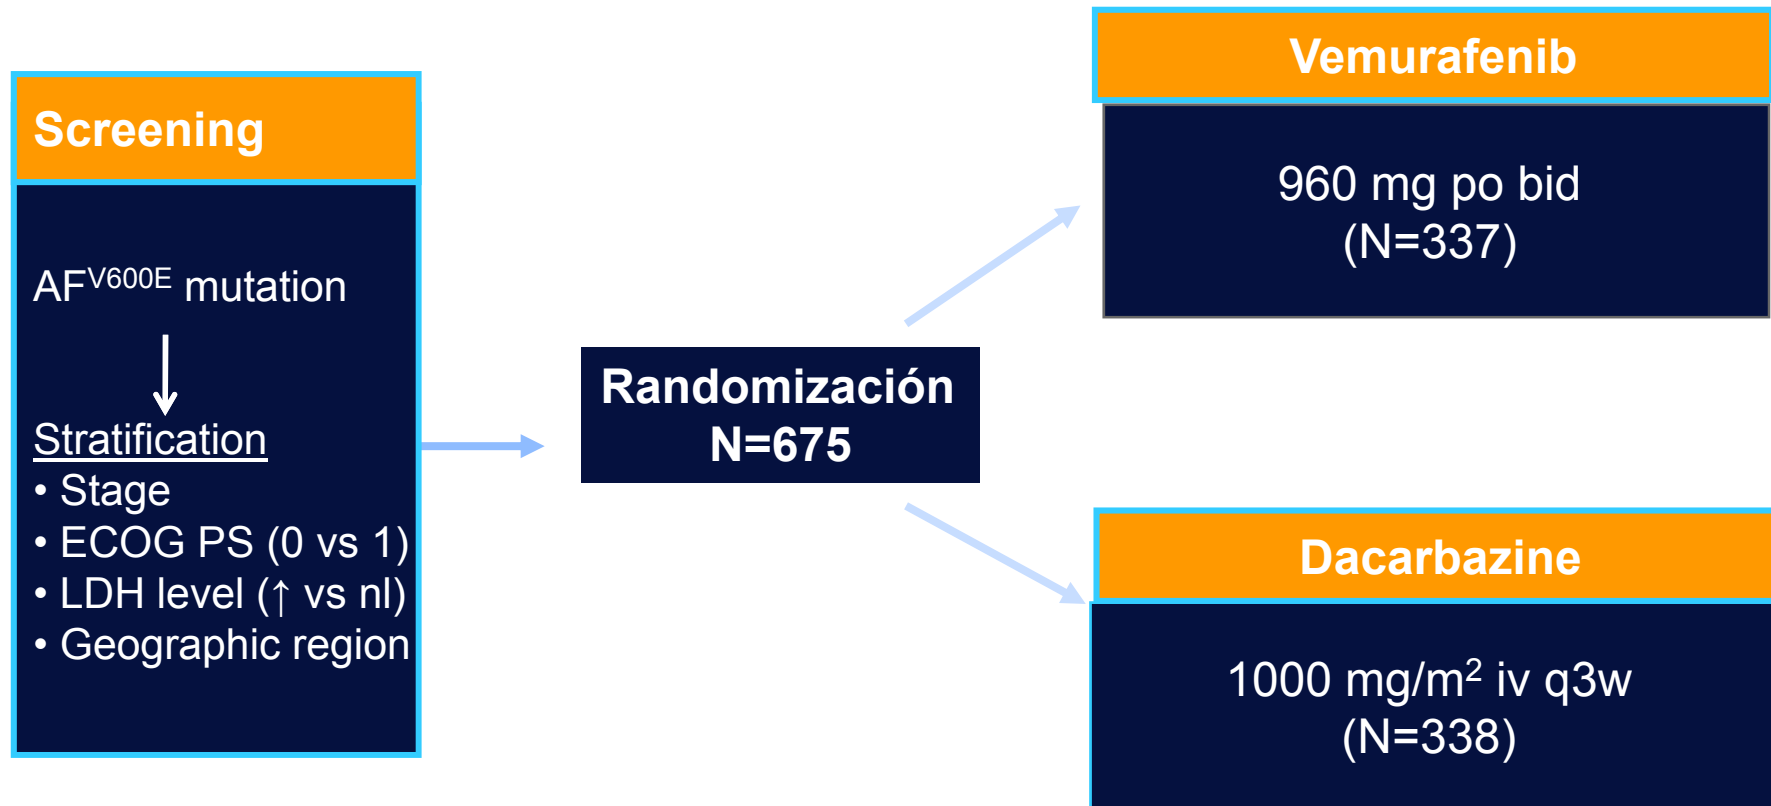 Screening
AFV600E mutation
Stratification
• Stage
• ECOG PS (0 vs 1)
• LDH level (↑ vs nl)
• Geographic region
Randomización
N=675
Vemurafenib
960 mg po bid
(N=337)
Dacarbazine
1000 mg/m² iv q3w
(N=338)